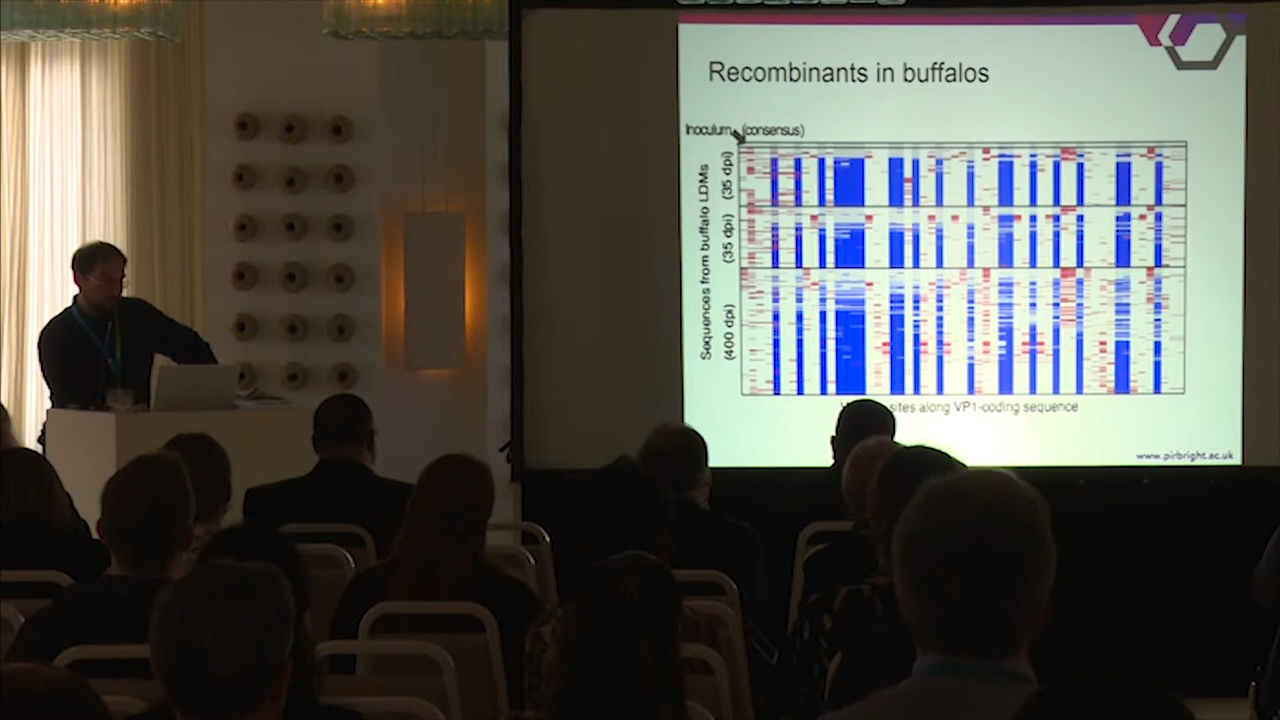 Recombinants in buffalos
Inoculum (consensus)
Sequences from buffalo LDMs
(35 dpi)
(35 dpi)
(400 dpi)
sites along VP1-coding sequence
www.pirbright.ac.uk